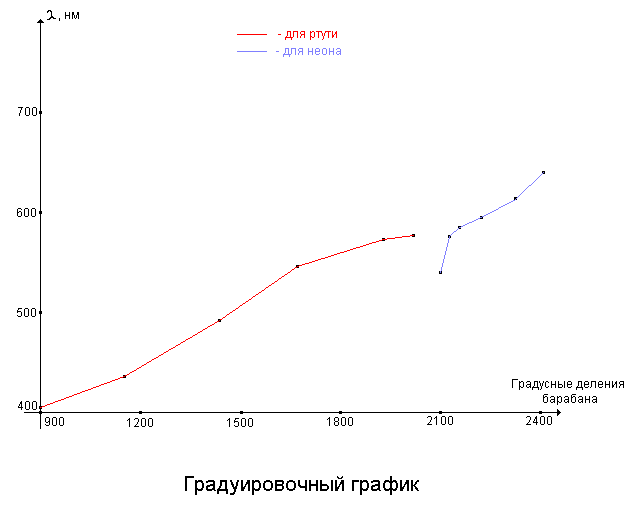 λ, нм
- для ртути
- для неона
700
600
500
400
900 1200 1500 1800 2100 2400
Градусные деления
барабана
Градуировочный график